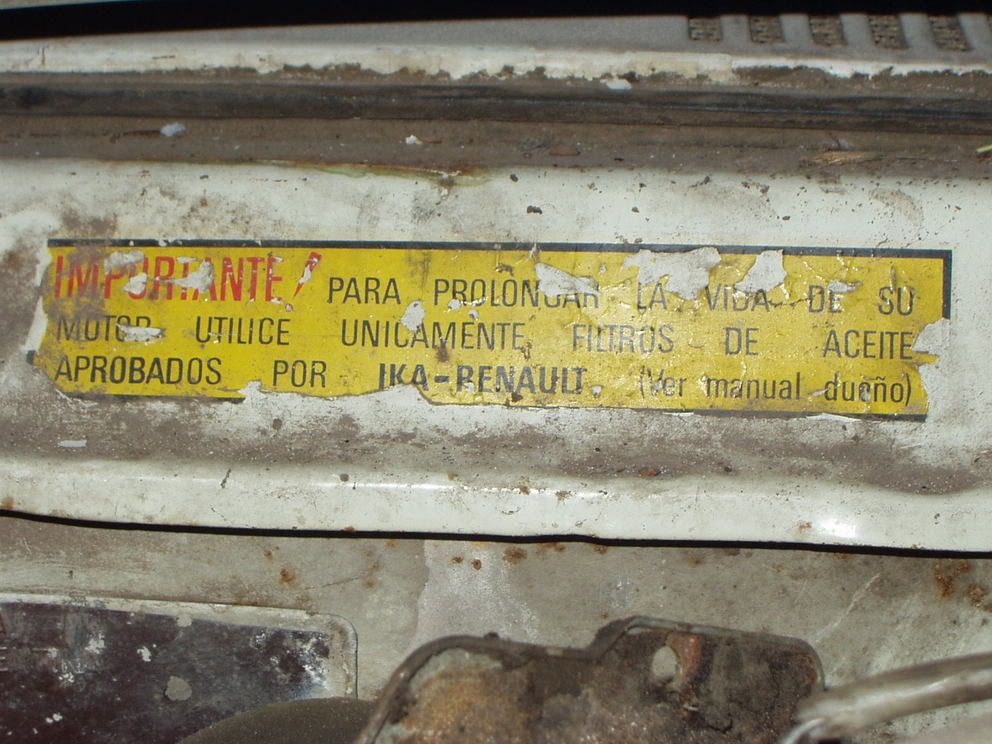 IMPORTANTE! PARA PROLONGAR LA VIDA DE SU
MOTOR UTILICE UNICAMENTE FILTROS DE ACEITE
APROBADOS POR IKA-RENAULT. (Ver manual dueño)